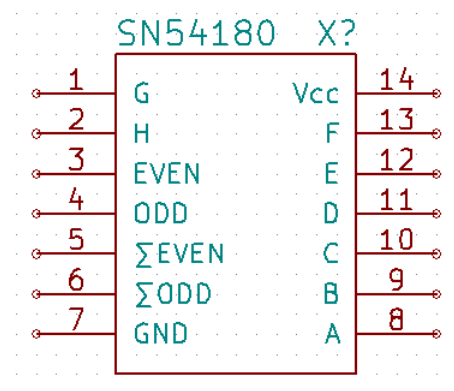 SN54180 X?
1 G Vcc 14
2 H F 13
3 EVEN E 12
4 ODD D 11
5 ∑EVEN C 10
6 ∑ODD B 9
7 GND A 8